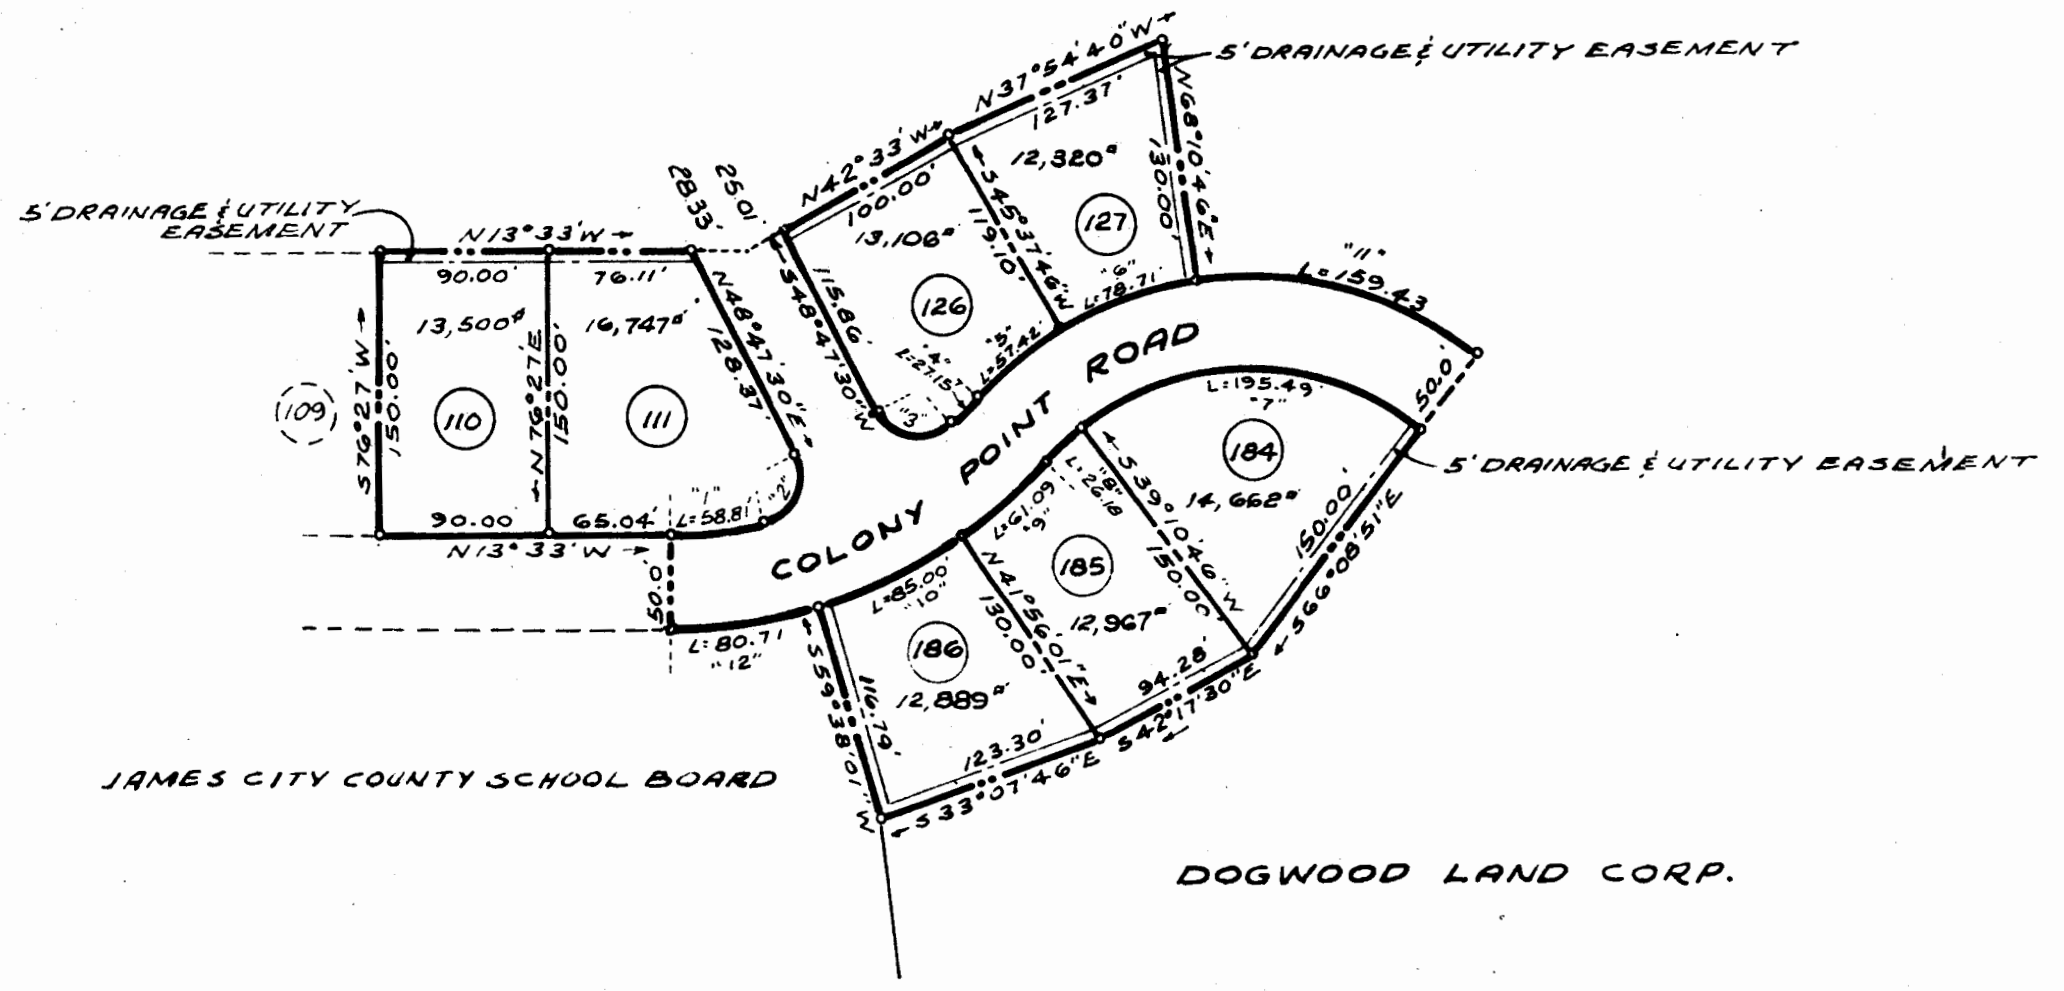 N37°54'40"W
5' DRAINAGE & UTILITY EASEMENT
127.37'
N68°10'46"E
130.00'
N42°33'W
100.00'
12,320
S45°37'46"W
119.10'
127
28.33'
25.01'
5' DRAINAGE & UTILITY
EASEMENT
N13°33'W
90.00'
76.11'
13,106
126
S48°47'30"W
115.86'
"6"
L=78.71'
"11"
L=159.43
13,500
16,747
N48°47'30"E
128.37'
S76°27'W
150.00'
N76°27'E
150.00'
109
110
111
"4"
L=27.15'
"5"
L=57.42'
"3"
COLONY POINT ROAD
50.0'
L=195.49'
"7"
184
14,662
5' DRAINAGE & UTILITY EASEMENT
150.00'
S66°08'51"E
S39°10'46"W
150.00'
"8"
L=26.18
L=61.09
"9"
"1"
L=58.81'
"2"
90.00
65.04'
N13°33'W
50.0'
L=80.71
"12"
L=85.00'
"10"
N41°56'01"E
130.00'
185
12,967
94.28'
S42°17'30"E
186
12,889
S59°38'01"W
116.79'
123.30'
S33°07'46"E
JAMES CITY COUNTY SCHOOL BOARD
DOGWOOD LAND CORP.